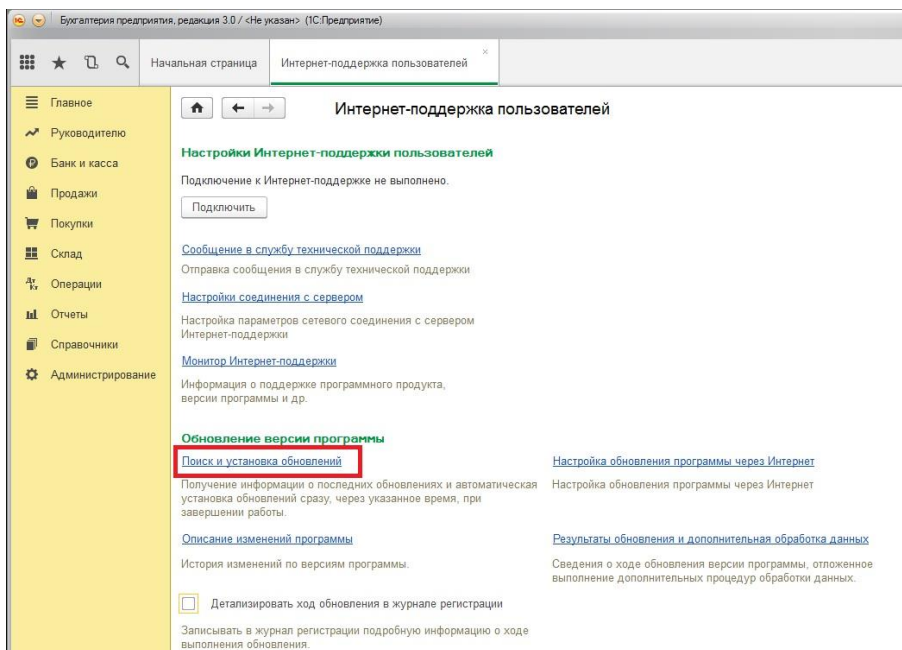 Бухгалтерия предприятия, редакция 3.0 / <Не указан> (1С:Предприятие)
Начальная страница
Интернет-поддержка пользователей
Главное
Руководителю
Банк и касса
Продажи
Покупки
Склад
Операции
Отчеты
Справочники
Администрирование
Интернет-поддержка пользователей
Настройки Интернет-поддержки пользователей
Подключение к Интернет-поддержке не выполнено.
Подключить
Сообщение в службу технической поддержки
Отправка сообщения в службу технической поддержки
Настройки соединения с сервером
Настройка параметров сетевого соединения с сервером
Интернет-поддержки
Монитор Интернет-поддержки
Информация о поддержке программного продукта,
версии программы и др.
Обновление версии программы
Поиск и установка обновлений
Получение информации о последних обновлениях и автоматическая
установка обновлений сразу, через указанное время, при
завершении работы.
Настройка обновления программы через Интернет
Настройка обновления программы через Интернет
Описание изменений программы
История изменений по версиям программы.
Результаты обновления и дополнительная обработка данных
Сведения о ходе обновления версии программы, отложенное
выполнение дополнительных процедур обработки данных.
Детализировать ход обновления в журнале регистрации
Записывать в журнал регистрации подробную информацию о ходе
выполнения обновления.